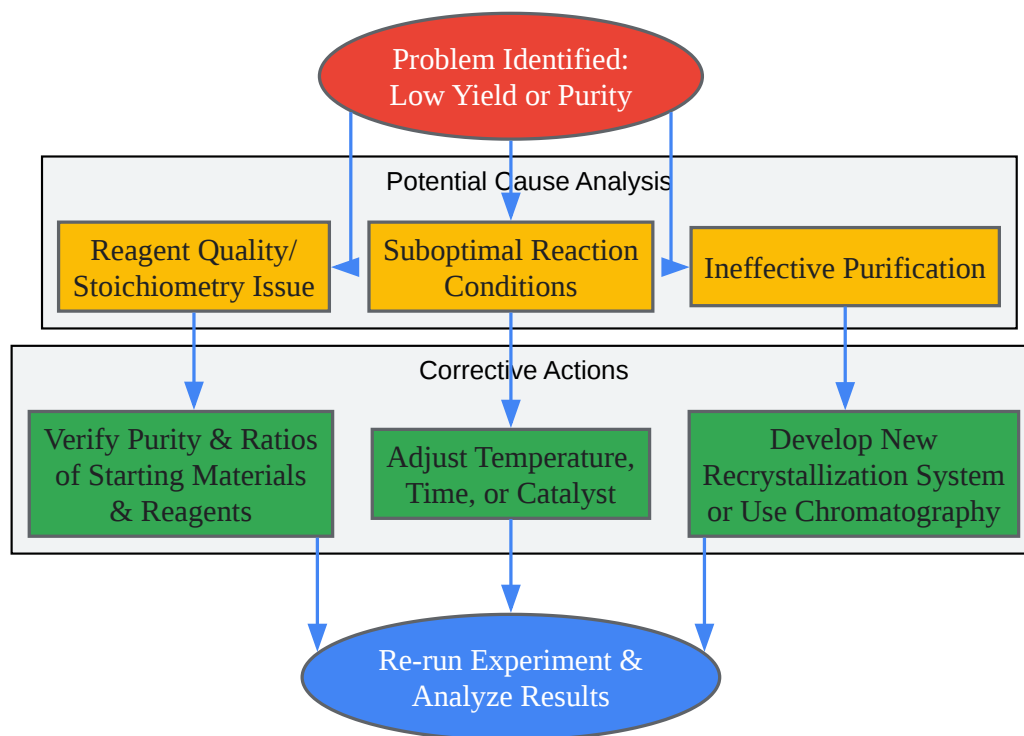 Problem Identified:
Low Yield or Purity
Potential Cause Analysis
Reagent Quality/
Stoichiometry Issue
Suboptimal Reaction
Conditions
Ineffective Purification
Corrective Actions
Verify Purity & Ratios
of Starting Materials
& Reagents
Adjust Temperature,
Time, or Catalyst
Develop New
Recrystallization System
or Use Chromatography
Re-run Experiment &
Analyze Results